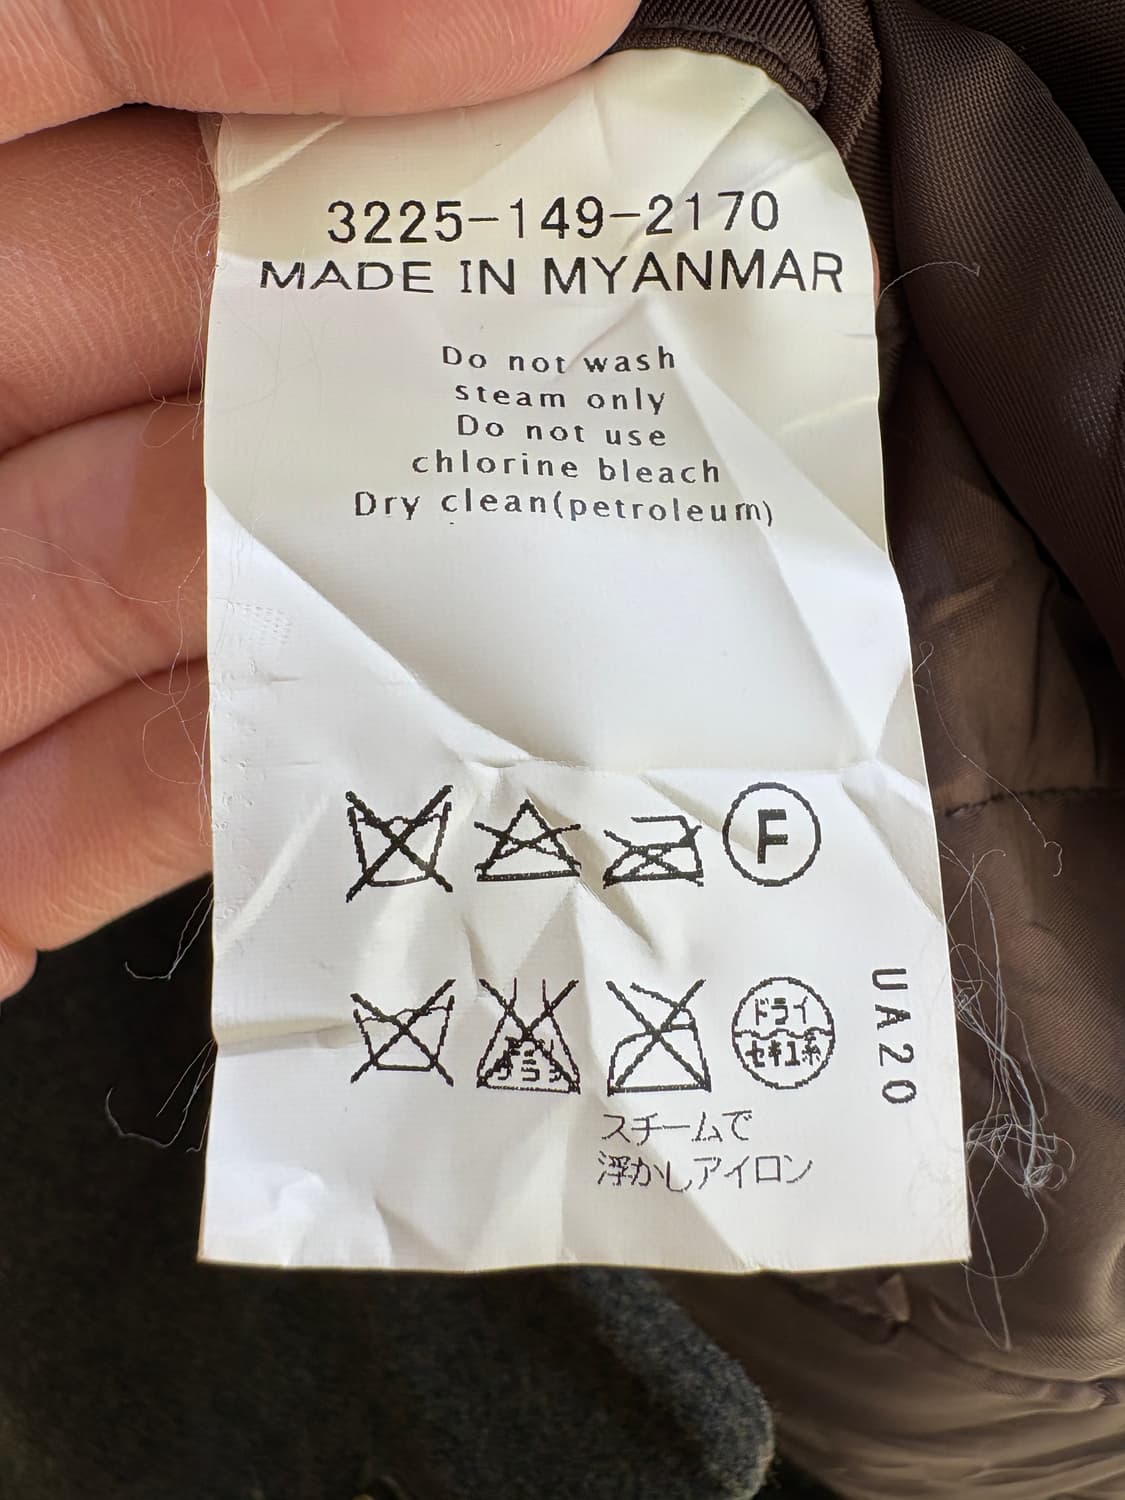 3225-149-2170
MADE IN MYANMAR
Do not wash
steam only
Do not use
chlorine bleach
Dry clean(petroleum)
F
ドライ
セキユ系
スチームで
浮かしアイロン
UA20